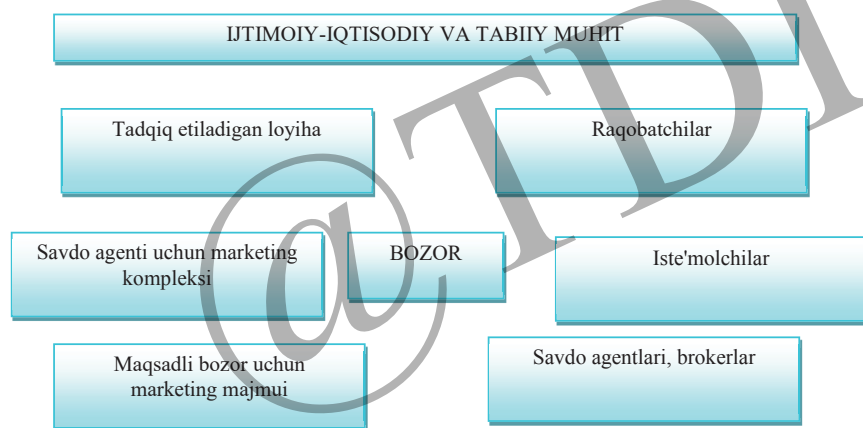 IJTIMOIY-IQTISODIY VA TABIIY MUHIT
Tadqiq etiladigan loyiha
Raqobatchilar
Savdo agenti uchun marketing
kompleksi
BOZOR
Iste'molchilar
Maqsadli bozor uchun
marketing majmui
Savdo agentlari, brokerlar
@TDI